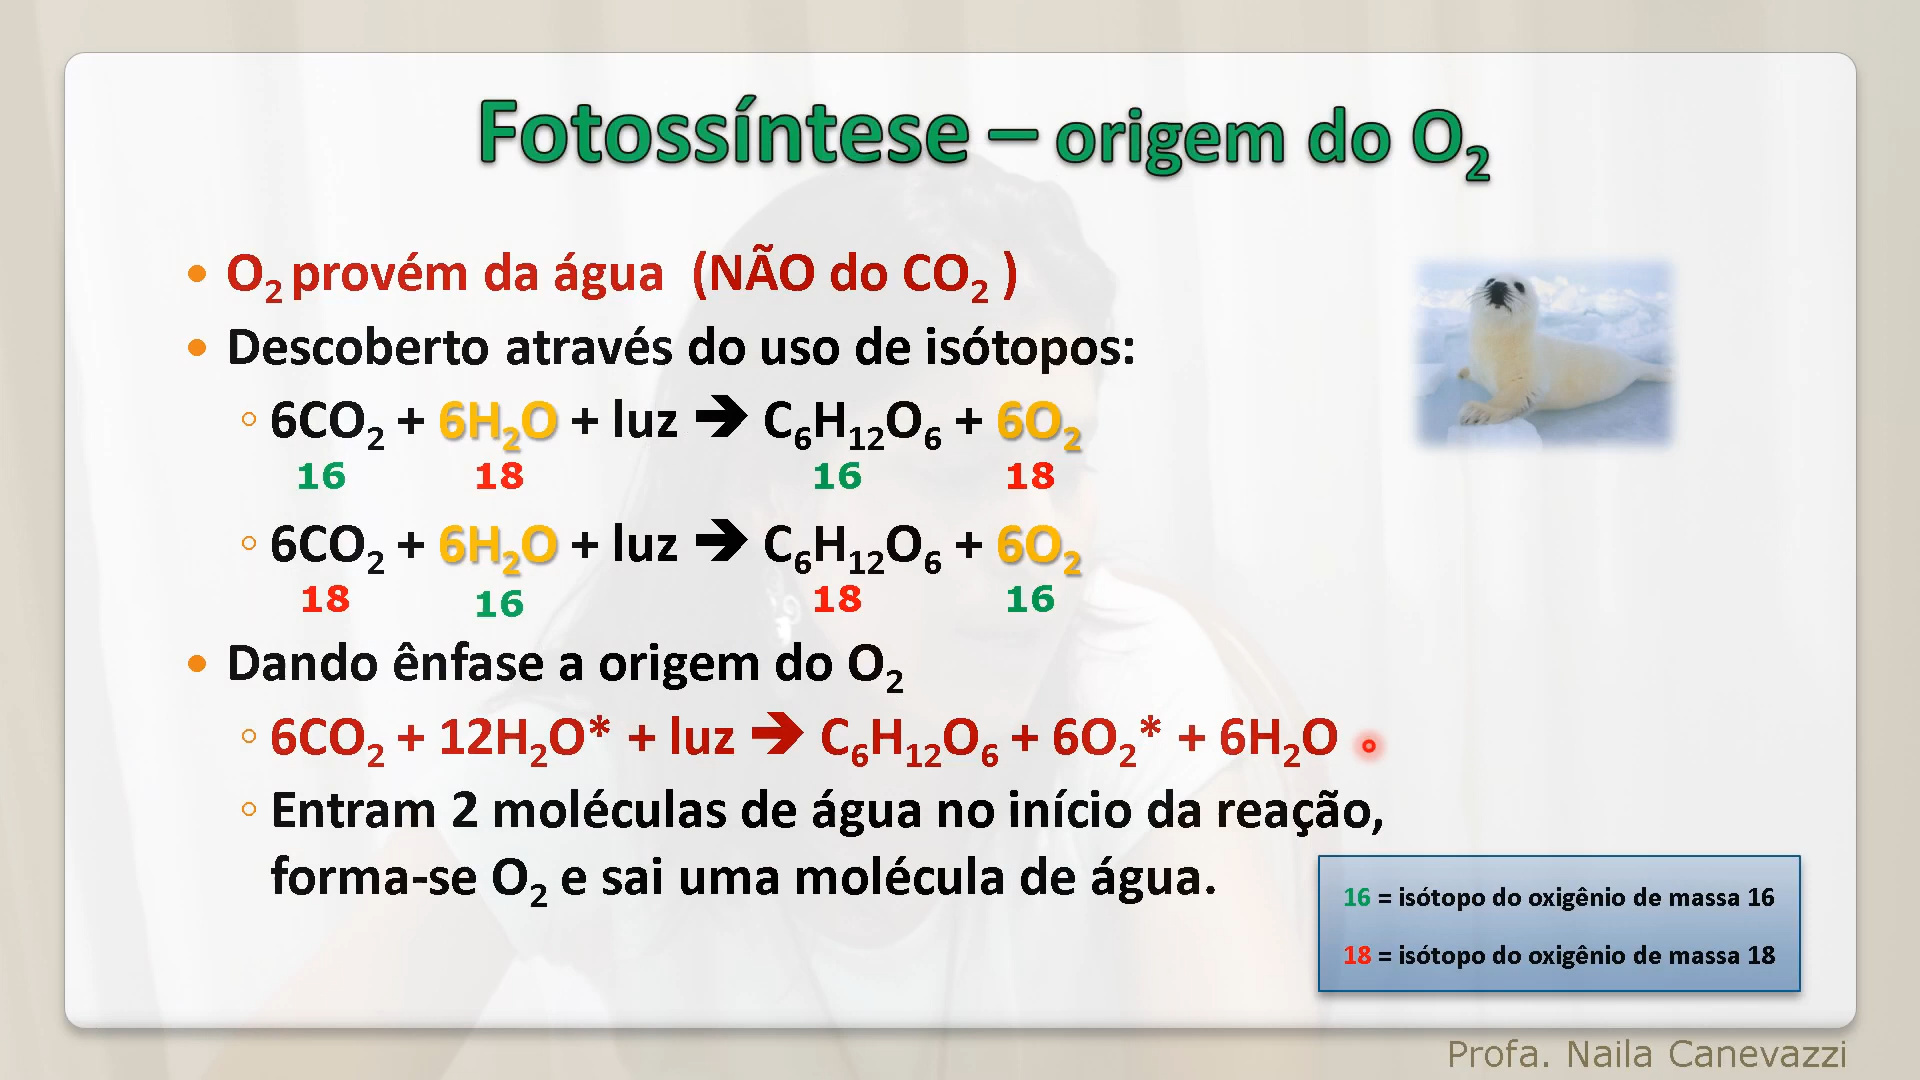 Fotossíntese – origem do O₂
• O₂ provém da água (NÃO do CO₂ )
• Descoberto através do uso de isótopos:
◦ 6CO₂ + 6H₂O + luz 🡺 C₆H₁₂O₆ + 6O₂
16 18 16 18
◦ 6CO₂ + 6H₂O + luz 🡺 C₆H₁₂O₆ + 6O₂
18 16 18 16
• Dando ênfase a origem do O₂
◦ 6CO₂ + 12H₂O* + luz 🡺 C₆H₁₂O₆ + 6O₂* + 6H₂O
◦ Entram 2 moléculas de água no início da reação,
forma-se O₂ e sai uma molécula de água.
16 = isótopo do oxigênio de massa 16
18 = isótopo do oxigênio de massa 18
Profa. Naila Canevazzi